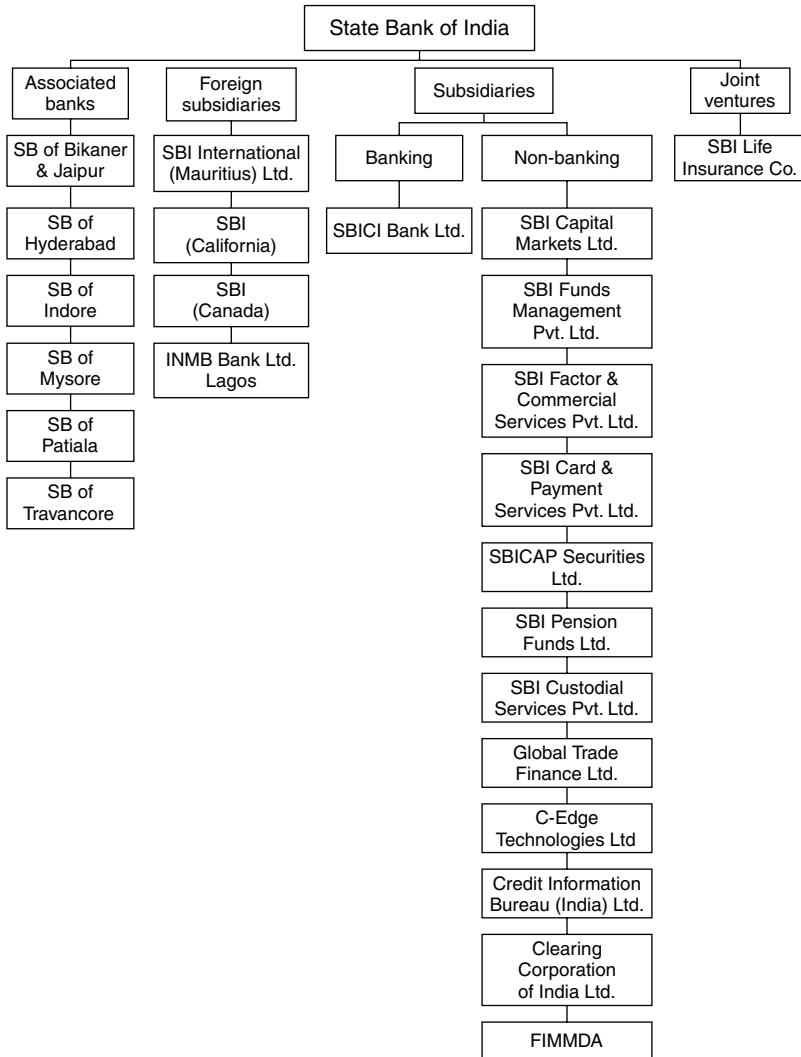 State Bank of India
Associated
banks
Foreign
subsidiaries
Subsidiaries
Joint
ventures
SB of Bikaner
& Jaipur
SB of
Hyderabad
SB of
Indore
SB of
Mysore
SB of
Patiala
SB of
Travancore
SBI International
(Mauritius) Ltd.
SBI
(California)
SBI
(Canada)
INMB Bank Ltd.
Lagos
Banking
SBICI Bank Ltd.
Non-banking
SBI Capital
Markets Ltd.
SBI Funds
Management
Pvt. Ltd.
SBI Factor &
Commercial
Services Pvt. Ltd.
SBI Card &
Payment
Services Pvt. Ltd.
SBICAP Securities
Ltd.
SBI Pension
Funds Ltd.
SBI Custodial
Services Pvt. Ltd.
Global Trade
Finance Ltd.
C-Edge
Technologies Ltd
Credit Information
Bureau (India) Ltd.
Clearing
Corporation
of India Ltd.
FIMMDA
SBI Life
Insurance Co.